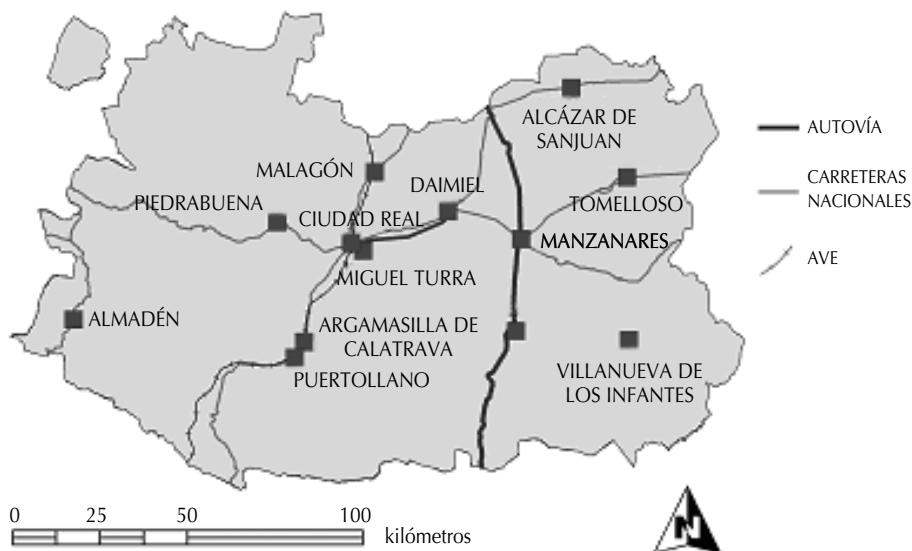 ALCÁZAR DE
SANJUAN
MALAGÓN
DAIMIEL
PIEDRABUENA
CIUDAD REAL
TOMELLOSO
MANZANARES
MIGUEL TURRA
ALMADÉN
ARGAMASILLA DE
CALATRAVA
PUERTOLLANO
VILLANUEVA DE
LOS INFANTES
AUTOVÍA
CARRETERAS
NACIONALES
AVE
0 25 50 100
kilómetros
N